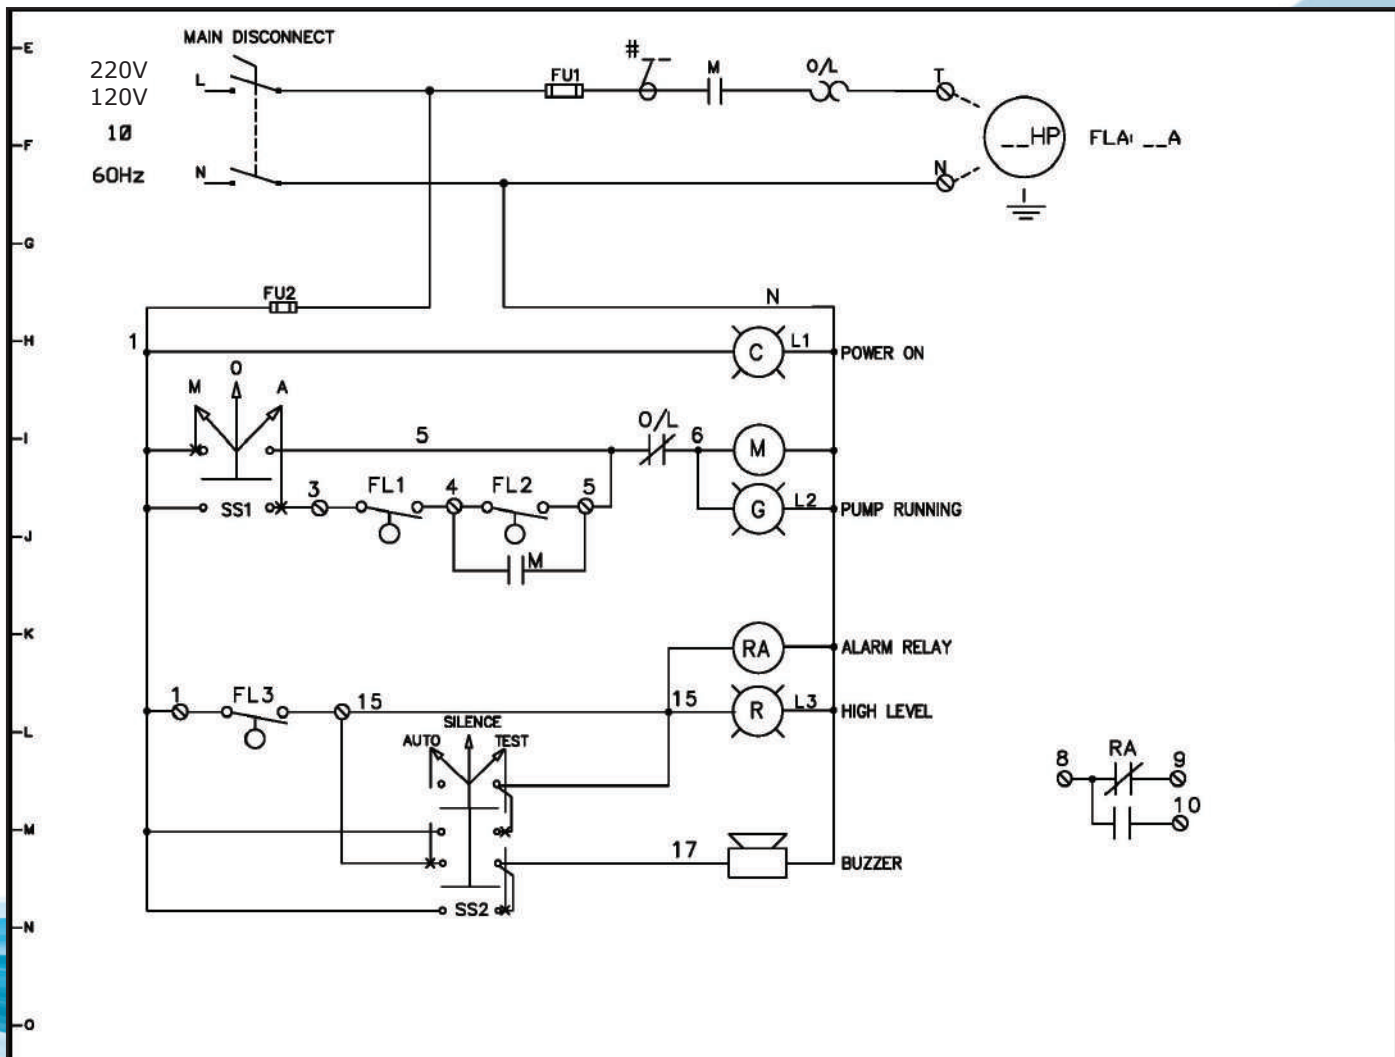 E
MAIN DISCONNECT
220V
120V
1Ø
60Hz
L
N
FU1
#
M
O/L
T
N
__HP
FLA: __A
F
G
FU2
N
H
1
C
L1
POWER ON
M
O
A
I
5
O/L
6
M
SS1
3
FL1
4
FL2
5
G
L2
PUMP RUNNING
J
M
K
RA
ALARM RELAY
1
FL3
15
15
R
L3
HIGH LEVEL
L
SILENCE
AUTO
TEST
8
RA
9
10
M
17
BUZZER
SS2
N
O